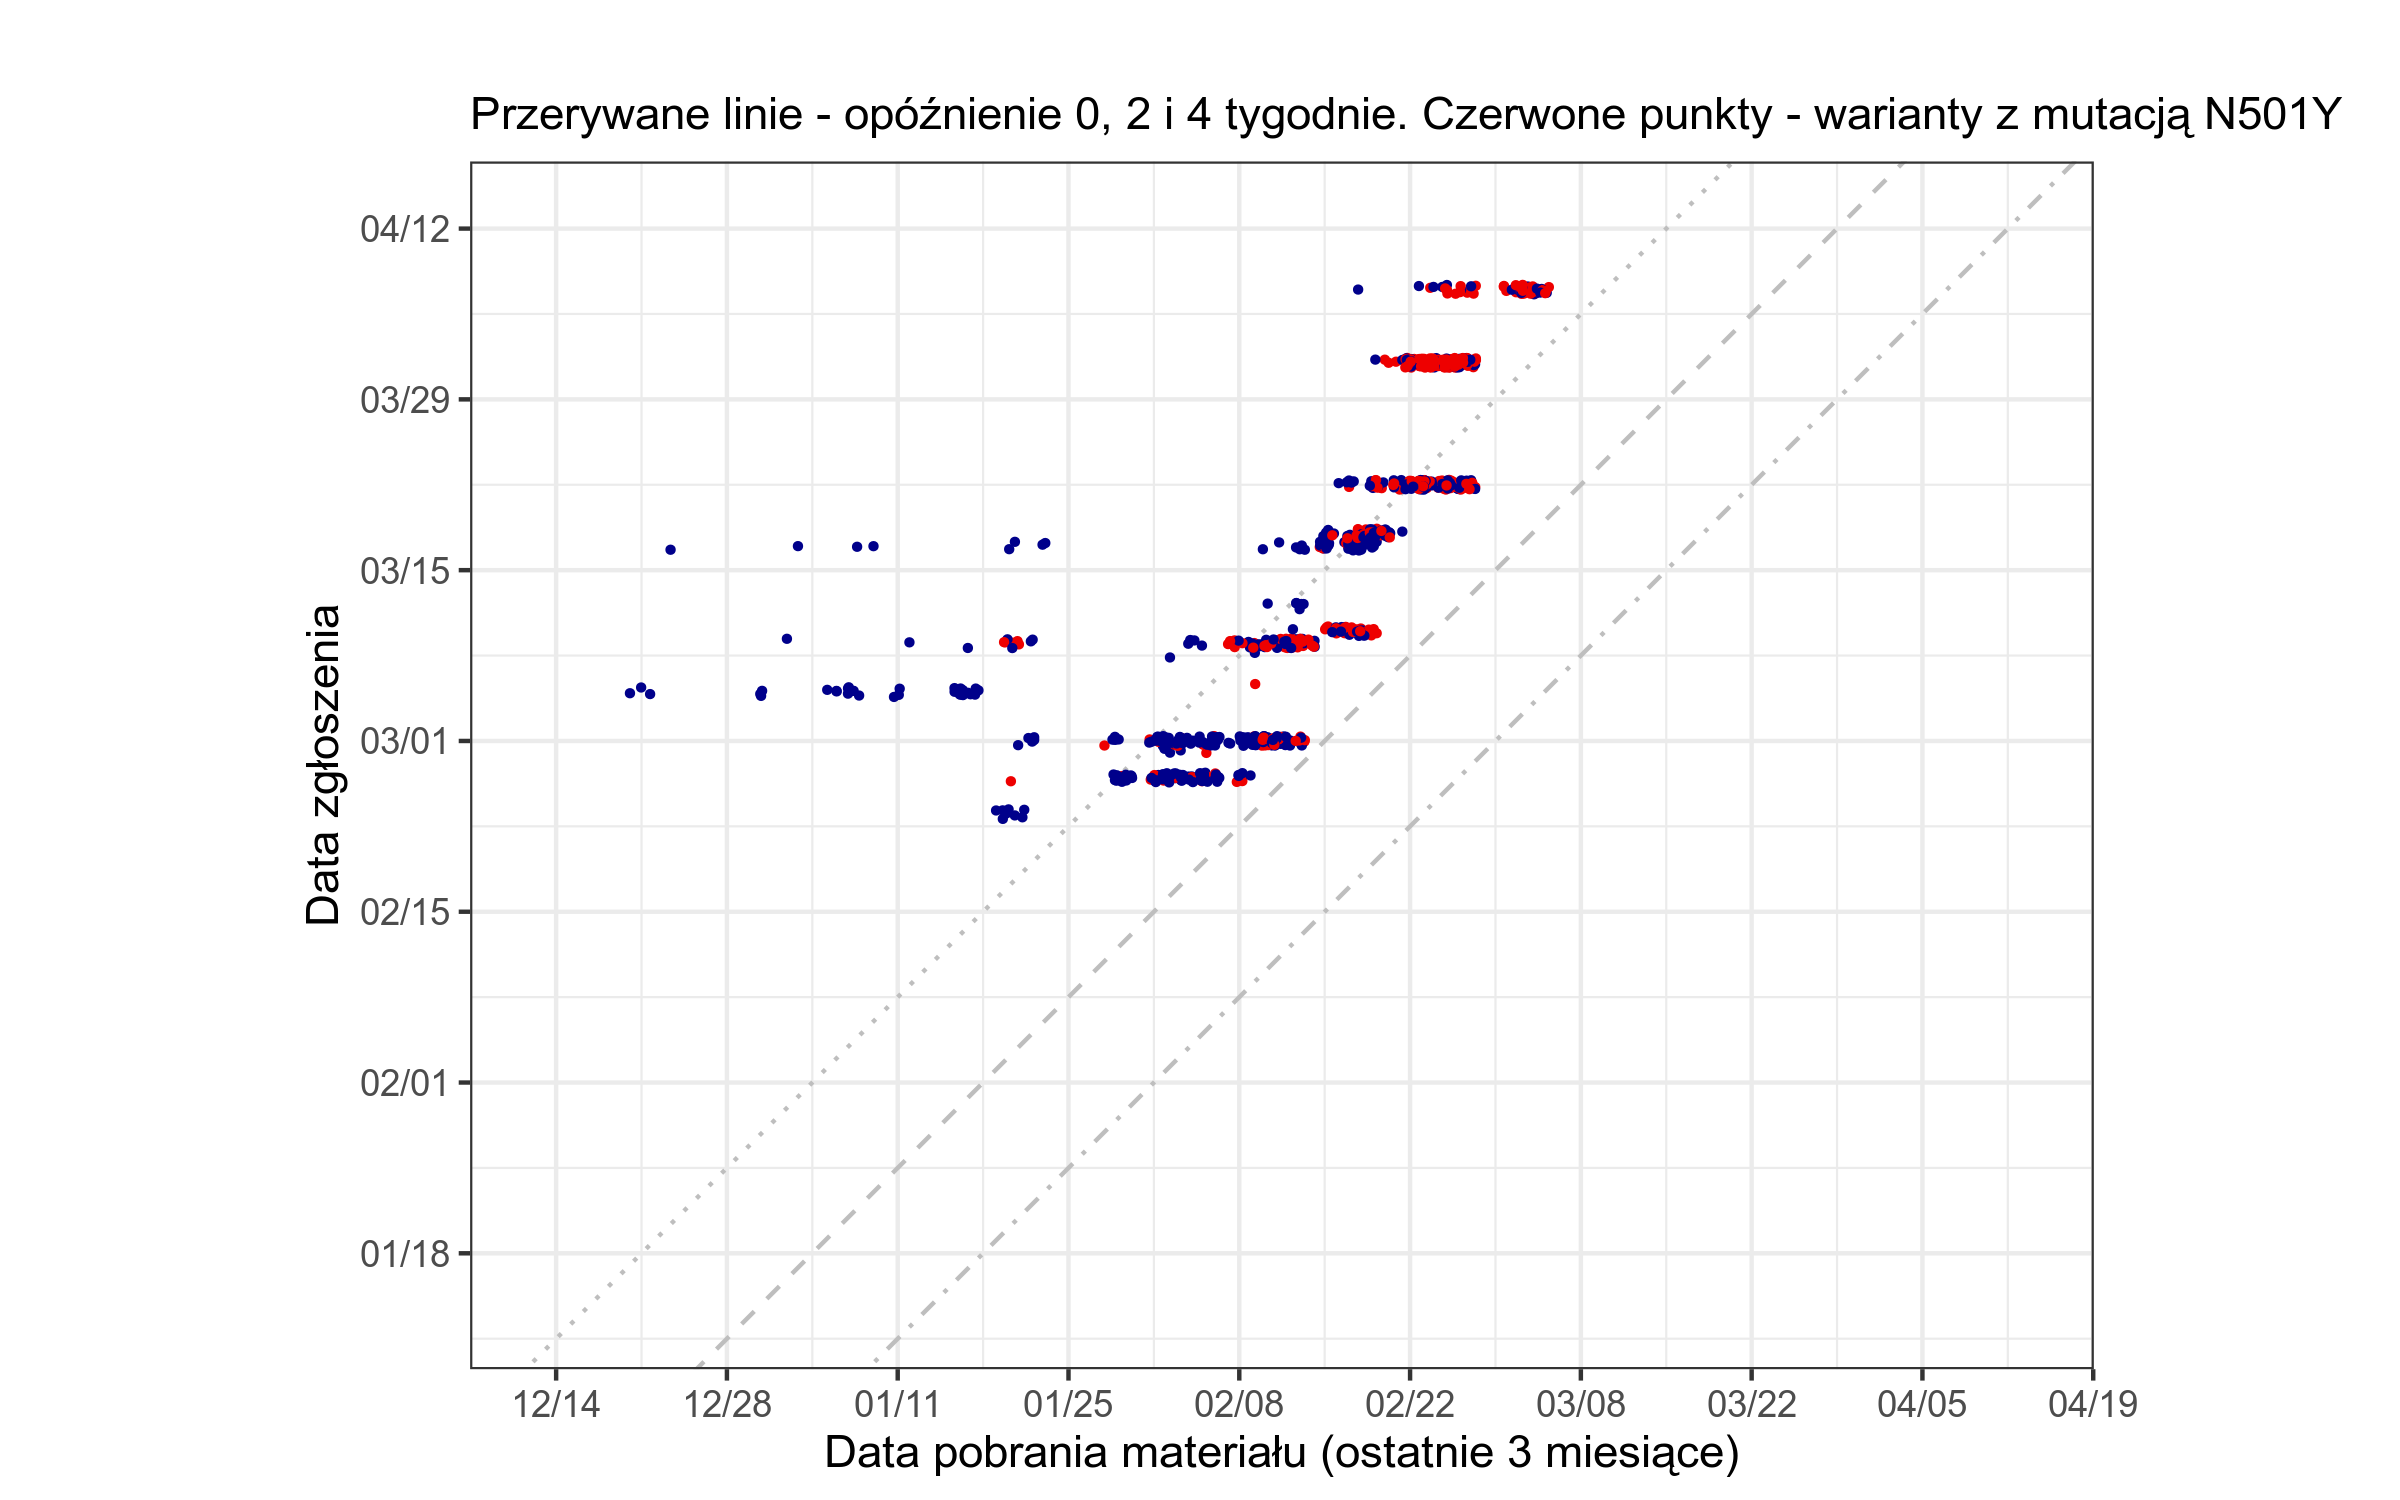 Przerywane linie - opóźnienie 0, 2 i 4 tygodnie. Czerwone punkty - warianty z mutacją N501Y
04/12
03/29
03/15
03/01
02/15
02/01
01/18
Data zgłoszenia
12/14 12/28 01/11 01/25 02/08 02/22 03/08 03/22 04/05 04/19
Data pobrania materiału (ostatnie 3 miesiące)